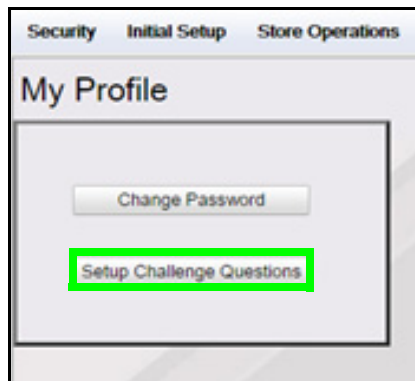 Security Initial Setup Store Operations
My Profile
Change Password
Setup Challenge Questions